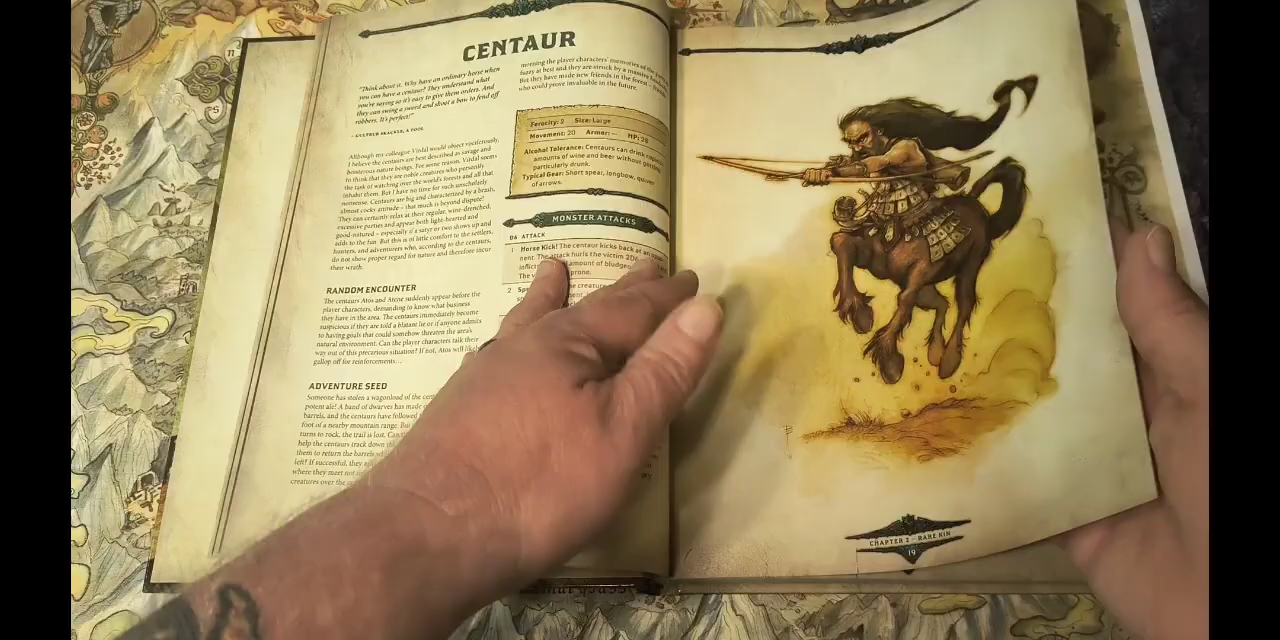 CENTAUR
"Think about it. Why have an ordinary horse when
you can have a centaur? They understand what
you're saying so it's easy to give them orders. And
they can swing a sword and shoot a bow to fend off
robbers. It's perfect!"
Although my colleague Virdal would object vociferously,
I believe the centaurs are best described as savage and
boisterous nature beings. For some reason, Virdal seems
to think that they are noble creatures who personify
the task of watching over the world's forests and all that
inhabit them. But I have no time for such unscholarly
nonsense. Centaurs are big and characterized by a brash,
almost cocky attitude – that much is beyond dispute!
They can certainly relax at their regular, wine-drenched,
excessive parties and appear both light-hearted and
good-natured – especially if a satyr or two shows up and
adds to the fun. But this is of little comfort to the settlers,
hunters, and adventurers who, according to the centaurs,
do not show proper regard for nature and therefore incur
their wrath.
RANDOM ENCOUNTER
The centaurs Atos and Atene suddenly appear before the
player characters, demanding to know what business
they have in the area. The centaurs immediately become
suspicious if they are told a blatant lie or if anyone admits
to having goals that could somehow threaten the area's
natural environment. Can the player characters talk their
way out of this precarious situation? If not, Atos will likely
gallop off for reinforcements…
ADVENTURE SEED
Someone has stolen a wagonload of the
potent ale! A band of dwarves has made
barrels, and the centaurs have followed
foot of a nearby mountain range. But
turns to rock, the trail is lost. Can
help the centaurs track down
them to return the barrels
left? If successful, they
where they meet not
creatures over the
morning the player characters' memories of the
fuzzy at best and they are struck by a massive
But they have made new friends in the forest – friends
who could prove invaluable in the future.
Ferocity: 2 Size: Large
Movement: 20 Armor: — HP: 28
Alcohol Tolerance: Centaurs can drink
amounts of wine and beer without getting
particularly drunk.
Typical Gear: Short spear, longbow, quiver
of arrows.
MONSTER ATTACKS
D6 ATTACK
1 Horse Kick! The centaur kicks back at an
nent. The attack hurls the victim 2D6
amount of
The prone.
2 creature
CHAPTER 2 – RARE KIN
19